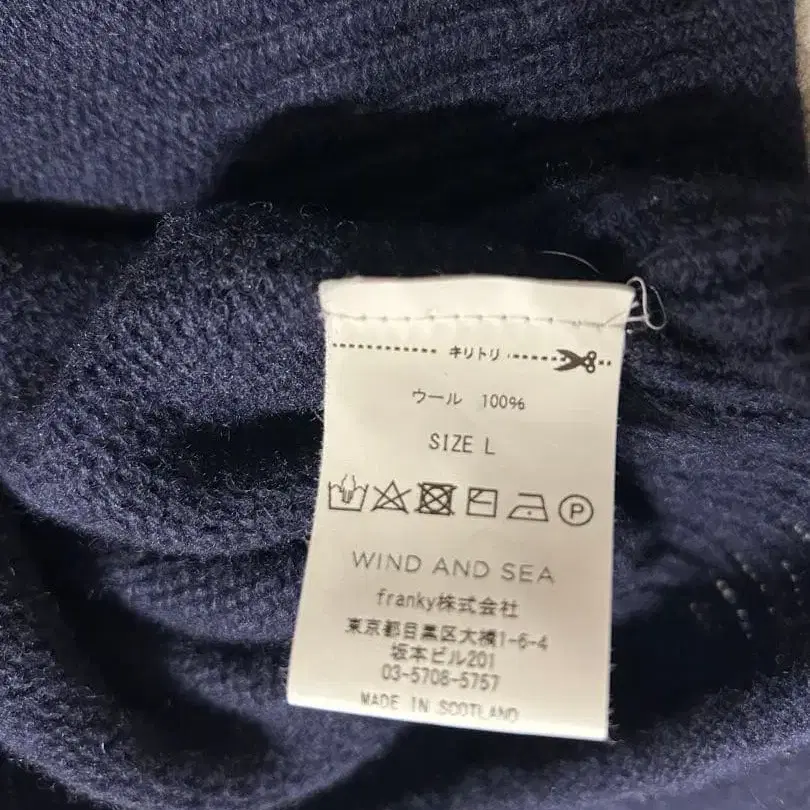 キリトリ
ウール 100%
SIZE L
P
WIND AND SEA
franky株式会社
東京都目黒区大橋1-6-4
坂本ビル201
03-5708-5757
MADE IN SCOTLAND